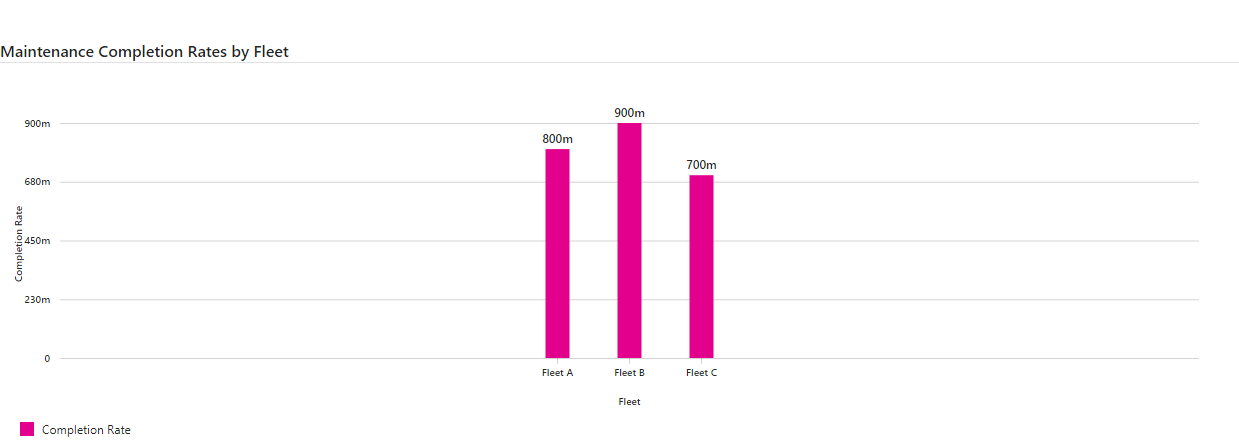 Maintenance Completion Rates by Fleet
900m
800m
700m
900m
680m
450m
230m
0
Completion Rate
Fleet A
Fleet B
Fleet C
Fleet
Completion Rate